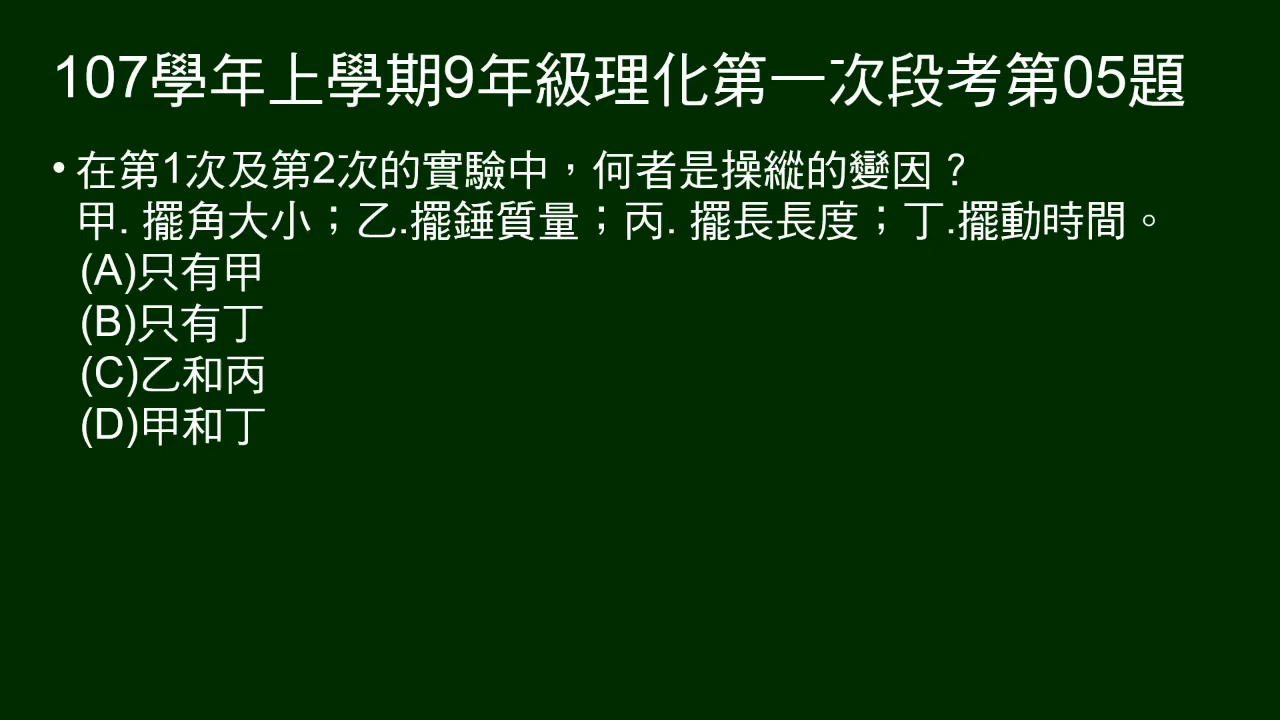 107學年上學期9年級理化第一次段考第05題
• 在第1次及第2次的實驗中，何者是操縱的變因？
甲. 擺角大小；乙.擺錘質量；丙. 擺長長度；丁.擺動時間。
(A)只有甲
(B)只有丁
(C)乙和丙
(D)甲和丁